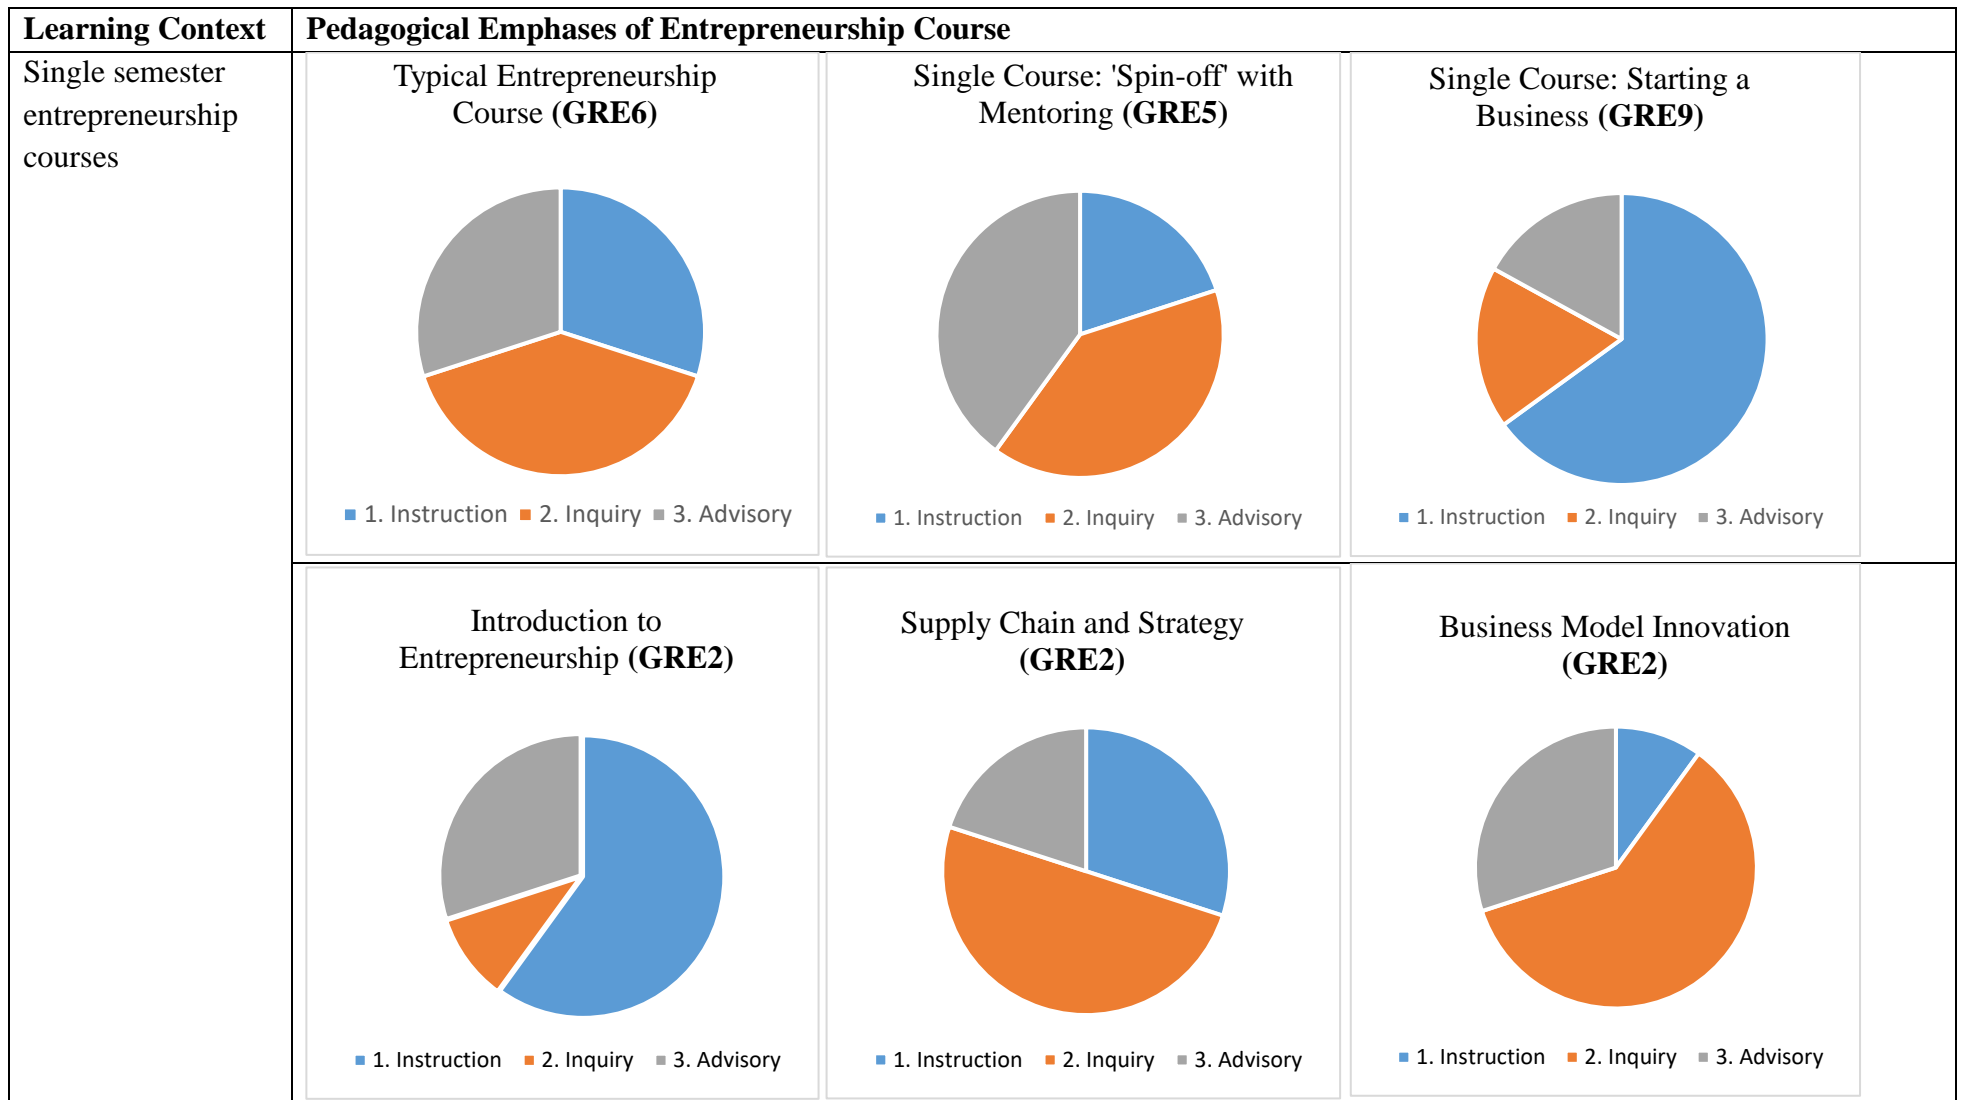 Learning Context
Pedagogical Emphases of Entrepreneurship Course
Single semester
entrepreneurship
courses
Typical Entrepreneurship
Course (GRE6)
1. Instruction 2. Inquiry 3. Advisory
Single Course: 'Spin-off' with
Mentoring (GRE5)
1. Instruction 2. Inquiry 3. Advisory
Single Course: Starting a
Business (GRE9)
1. Instruction 2. Inquiry 3. Advisory
Introduction to
Entrepreneurship (GRE2)
1. Instruction 2. Inquiry 3. Advisory
Supply Chain and Strategy
(GRE2)
1. Instruction 2. Inquiry 3. Advisory
Business Model Innovation
(GRE2)
1. Instruction 2. Inquiry 3. Advisory